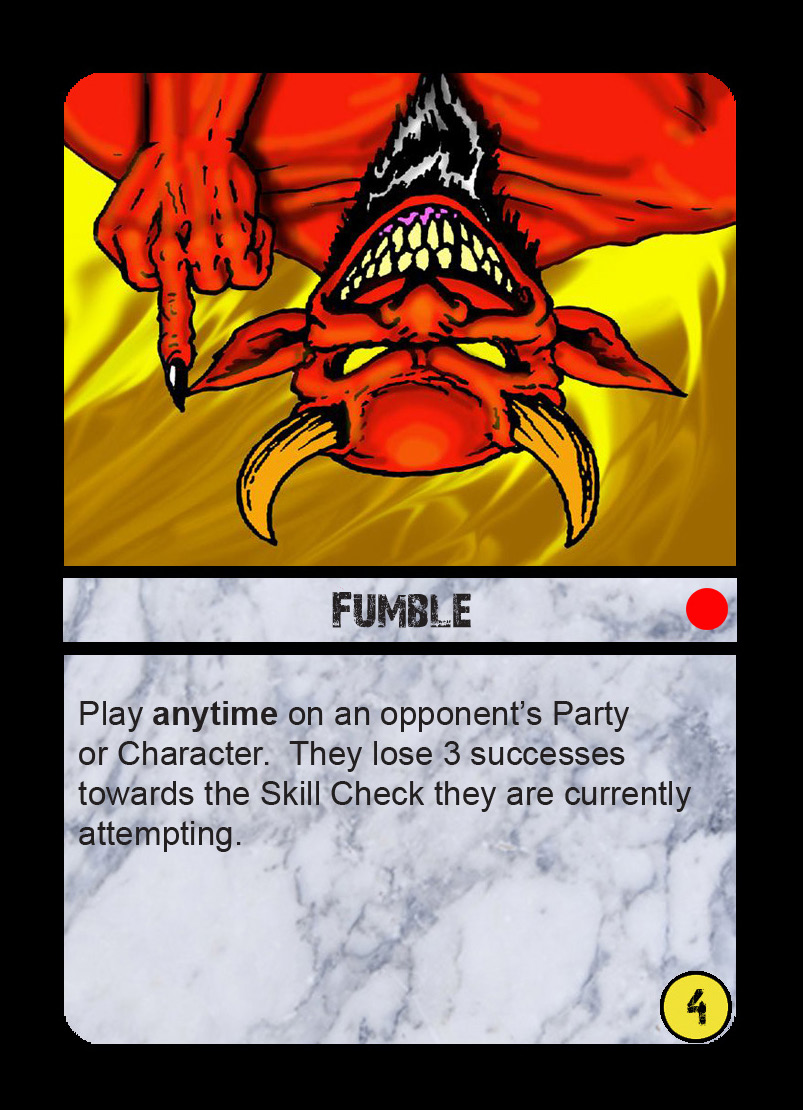 Fumble
Play anytime on an opponent’s Party
or Character.  They lose 3 successes
towards the Skill Check they are currently
attempting.
4